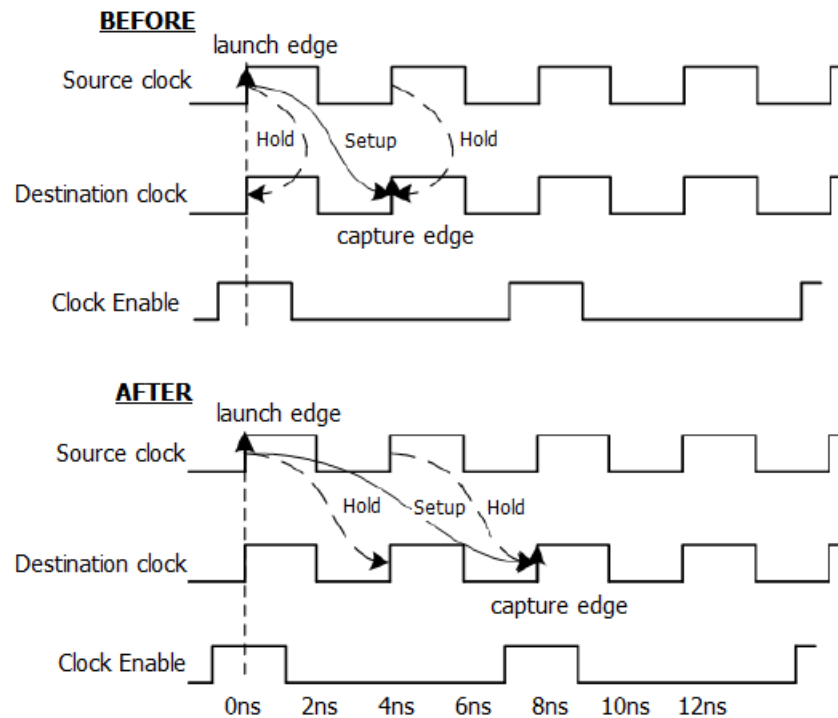 BEFORE
launch edge
Source clock
Hold
Setup
Hold
Destination clock
capture edge
Clock Enable
AFTER
launch edge
Source clock
Hold
Setup
Hold
Destination clock
capture edge
Clock Enable
0ns 2ns 4ns 6ns 8ns 10ns 12ns